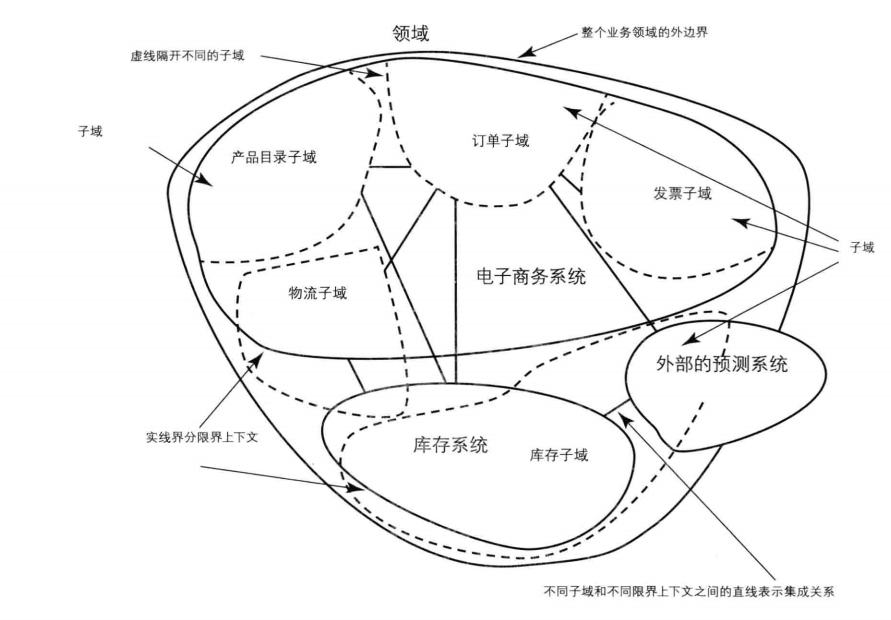 领域
整个业务领域的外边界
虚线隔开不同的子域
子域
产品目录子域
订单子域
发票子域
子域
电子商务系统
物流子域
外部的预测系统
实线界分限界上下文
库存系统
库存子域
不同子域和不同限界上下文之间的直线表示集成关系